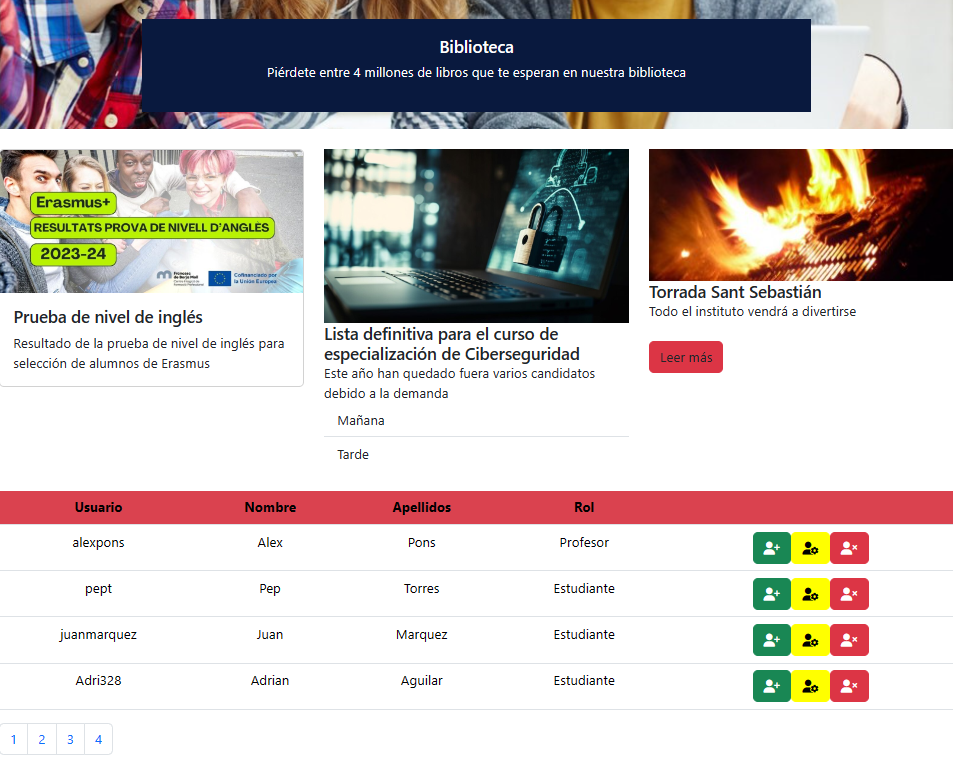 Biblioteca
Piérdete entre 4 millones de libros que te esperan en nuestra biblioteca
Erasmus+
RESULTATS PROVA DE NIVELL D'ANGLÈS
2023-24
Francesc
de Borja Moll
Cofinanciado por
la Unión Europea
Prueba de nivel de inglés
Resultado de la prueba de nivel de inglés para
selección de alumnos de Erasmus
Lista definitiva para el curso de
especialización de Ciberseguridad
Este año han quedado fuera varios candidatos
debido a la demanda
Mañana
Tarde
Torrada Sant Sebastián
Todo el instituto vendrá a divertirse
Leer más
Usuario Nombre Apellidos Rol
alexpons Alex Pons Profesor
pept Pep Torres Estudiante
juanmarquez Juan Marquez Estudiante
Adri328 Adrian Aguilar Estudiante
1 2 3 4